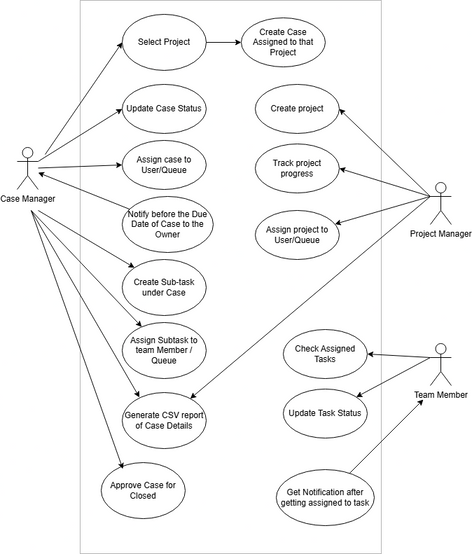 Select Project
Create Case
Assigned to that
Project
Update Case Status
Create project
Assign case to
User/Queue
Track project
progress
Case Manager
Notify before the Due
Date of Case to the
Owner
Assign project to
User/Queue
Project Manager
Create Sub-task
under Case
Assign Subtask to
team Member /
Queue
Check Assigned
Tasks
Team Member
Generate CSV report
of Case Details
Update Task Status
Approve Case for
Closed
Get Notification after
getting assigned to task